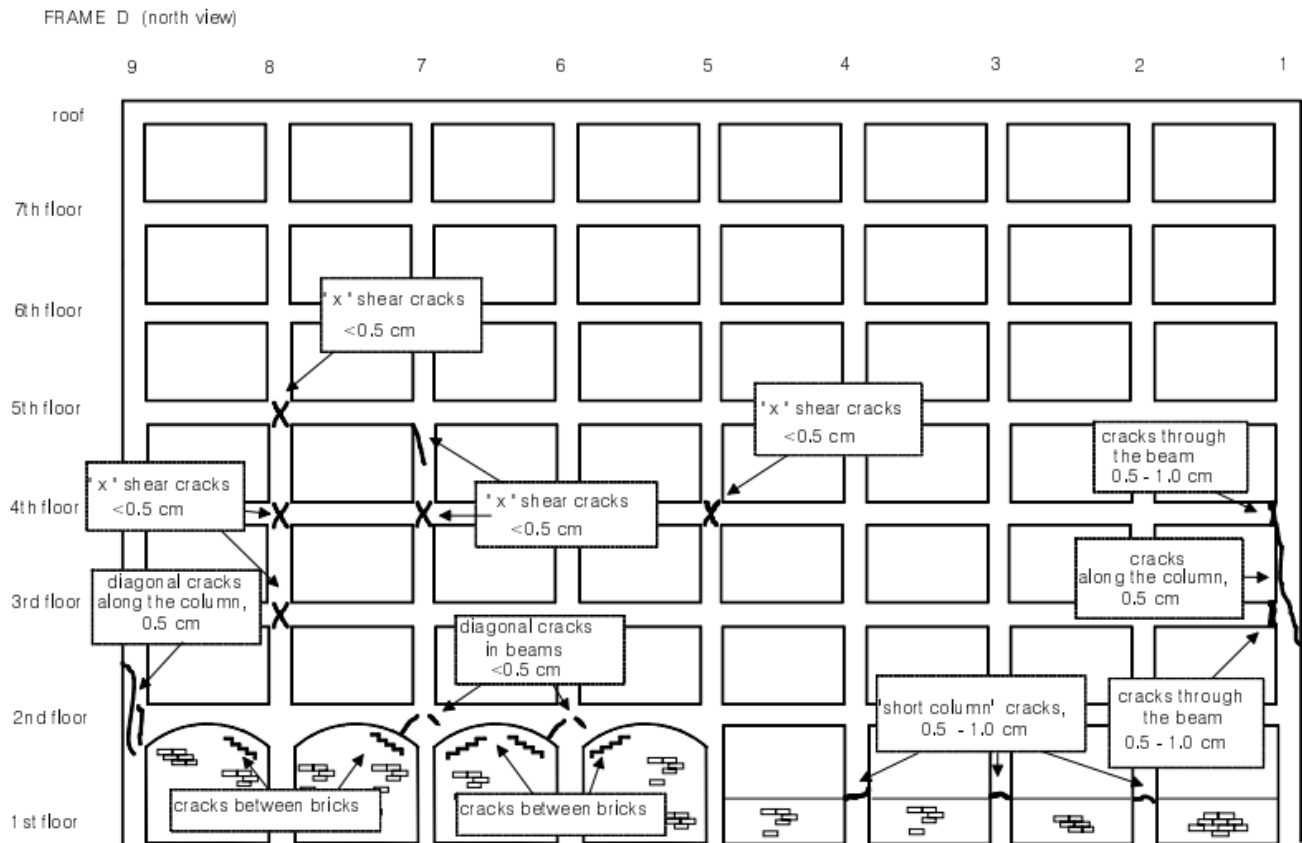 FRAME D (north view)
9 8 7 6 5 4 3 2 1
roof
7th floor
6th floor
5th floor
4th floor
3rd floor
2nd floor
1st floor
"x" shear cracks
<0.5 cm
"x" shear cracks
<0.5 cm
cracks through
the beam
0.5 - 1.0 cm
"x" shear cracks
<0.5 cm
"x" shear cracks
<0.5 cm
cracks
along the column,
0.5 cm
diagonal cracks
along the column,
0.5 cm
diagonal cracks
in beams
<0.5 cm
'short column' cracks,
0.5 - 1.0 cm
cracks through
the beam
0.5 - 1.0 cm
cracks between bricks
cracks between bricks